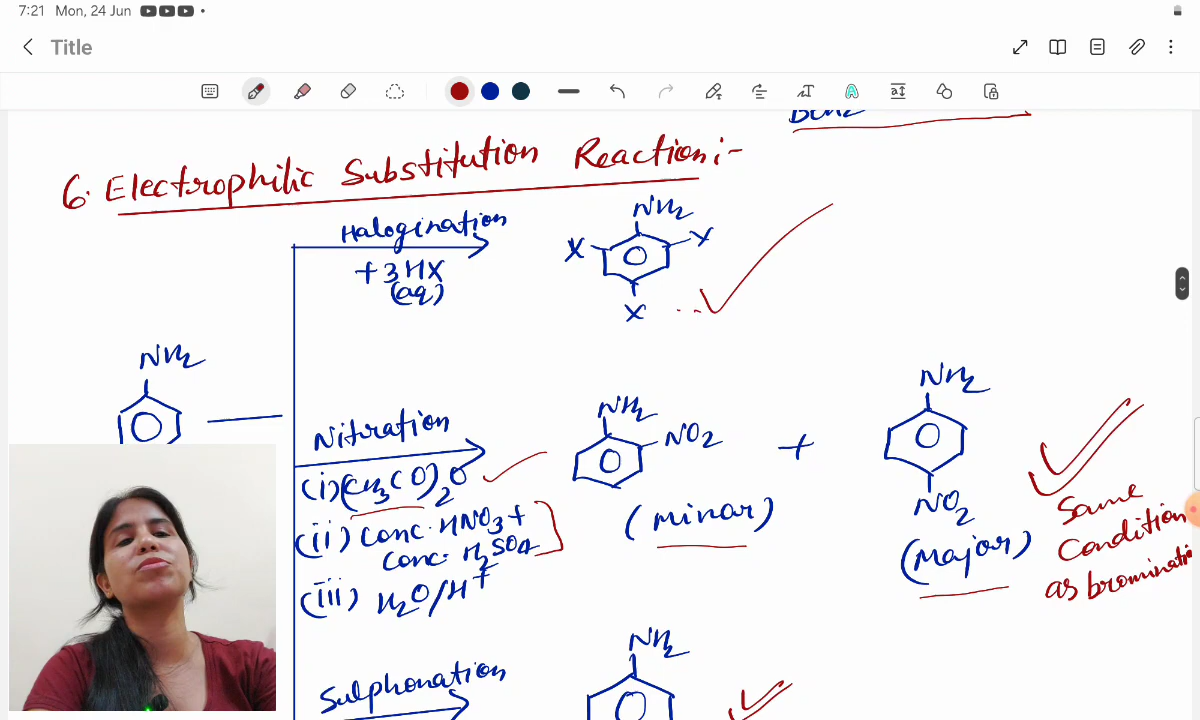 7:21 Mon, 24 Jun
Title
6. Electrophilic Substitution Reaction:-
Halogination
+3HX
(aq)
NH2
X X
X
NH2
Nitration
(i)(CH3CO)2O
(ii) Conc. HNO3 +
Conc. H2SO4
(iii) H2O/H+
NH2
NO2
(minar)
+
NH2
NO2
(Major)
Same
Condition
as brominati
Sulphonation
NH2